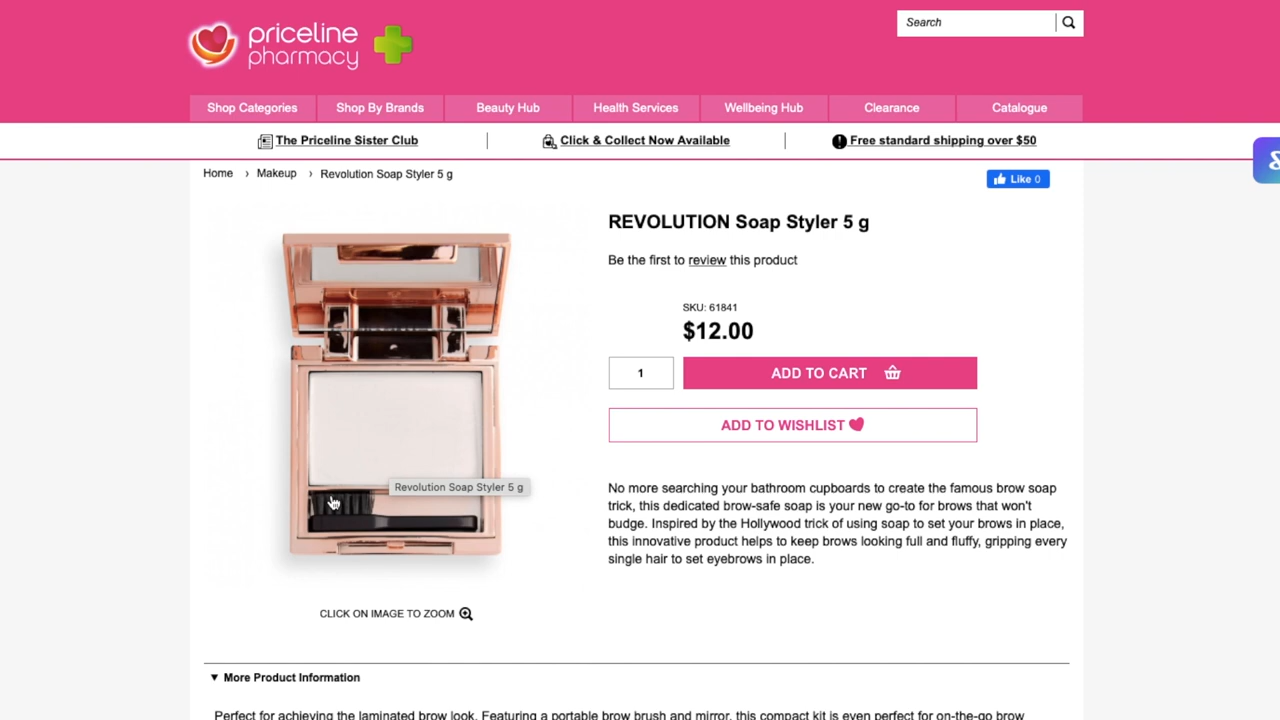 priceline
pharmacy
Search
Shop Categories
Shop By Brands
Beauty Hub
Health Services
Wellbeing Hub
Clearance
Catalogue
The Priceline Sister Club
Click & Collect Now Available
Free standard shipping over $50
Home › Makeup › Revolution Soap Styler 5 g
Like 0
REVOLUTION Soap Styler 5 g
Be the first to review this product
SKU: 61841
$12.00
1
ADD TO CART
ADD TO WISHLIST
Revolution Soap Styler 5 g
No more searching your bathroom cupboards to create the famous brow soap
trick, this dedicated brow-safe soap is your new go-to for brows that won't
budge. Inspired by the Hollywood trick of using soap to set your brows in place,
this innovative product helps to keep brows looking full and fluffy, gripping every
single hair to set eyebrows in place.
CLICK ON IMAGE TO ZOOM
▼ More Product Information
Perfect for achieving the laminated brow look. Featuring a portable brow brush and mirror, this compact kit is even perfect for on-the-go brow